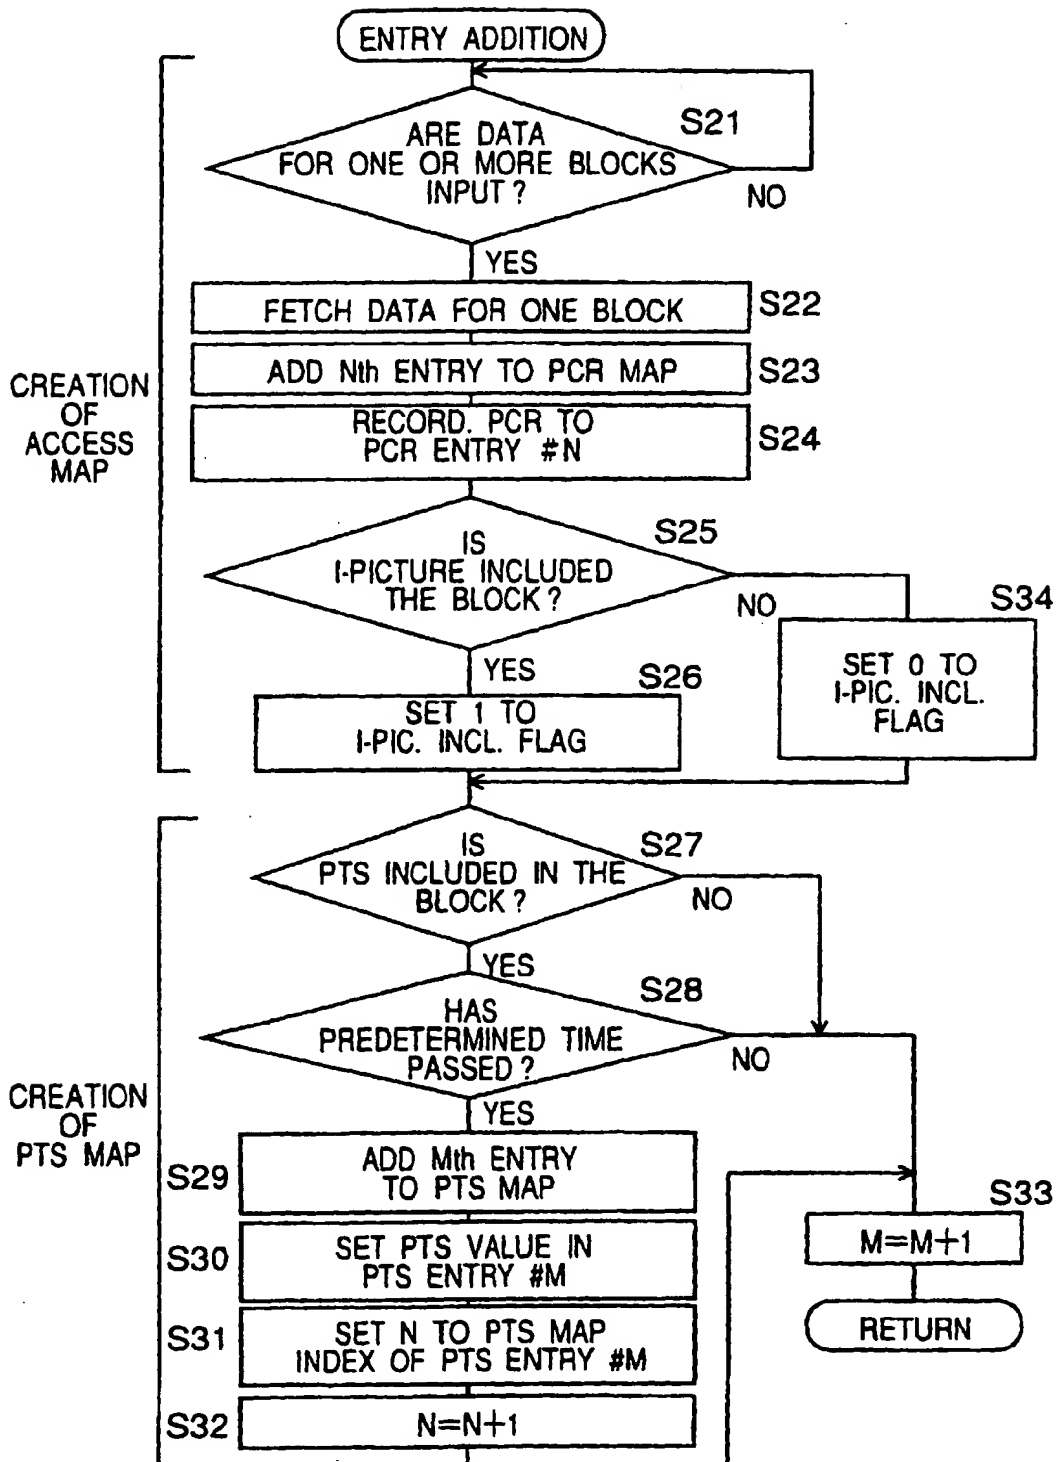 ENTRY ADDITION
S21
ARE DATA
FOR ONE OR MORE BLOCKS
INPUT ?
NO
YES
FETCH DATA FOR ONE BLOCK
S22
ADD Nth ENTRY TO PCR MAP
S23
RECORD. PCR TO
PCR ENTRY #N
S24
CREATION
OF
ACCESS
MAP
S25
IS
I-PICTURE INCLUDED
THE BLOCK ?
NO
S34
SET 0 TO
I-PIC. INCL.
FLAG
YES
S26
SET 1 TO
I-PIC. INCL. FLAG
S27
IS
PTS INCLUDED IN THE
BLOCK ?
NO
YES
S28
HAS
PREDETERMINED TIME
PASSED ?
NO
YES
CREATION
OF
PTS MAP
S29
ADD Mth ENTRY
TO PTS MAP
S30
SET PTS VALUE IN
PTS ENTRY #M
S31
SET N TO PTS MAP
INDEX OF PTS ENTRY #M
S32
N=N+1
S33
M=M+1
RETURN